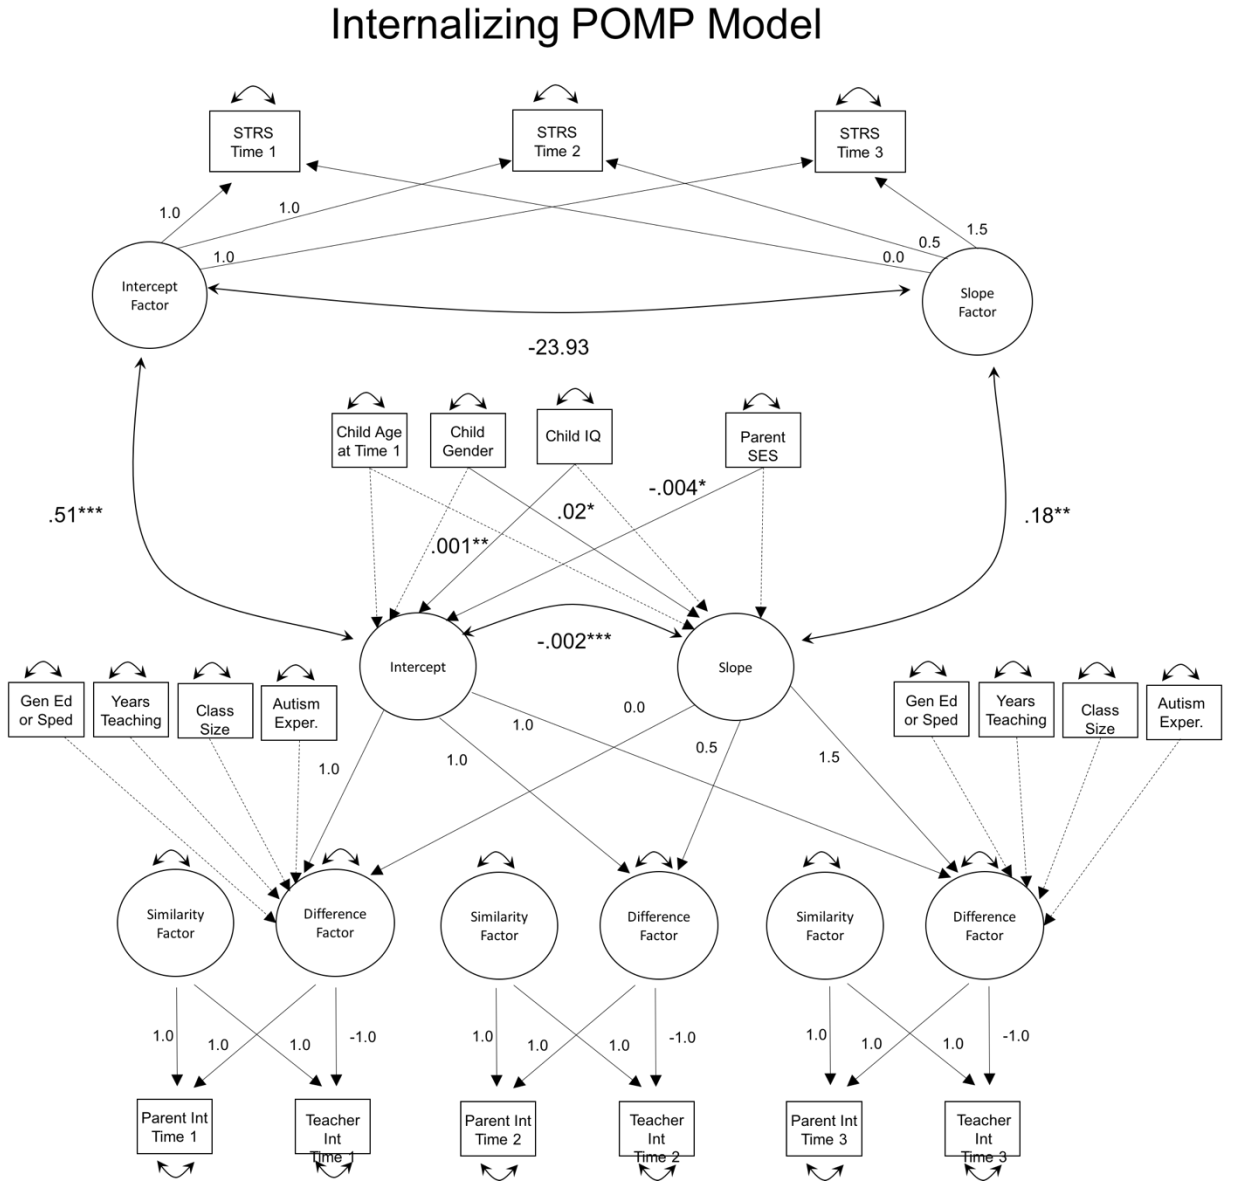 Internalizing POMP Model
STRS
Time 1
STRS
Time 2
STRS
Time 3
1.0
1.0
1.0
0.0
0.5
1.5
Intercept
Factor
Slope
Factor
-23.93
Child Age
at Time 1
Child
Gender
Child IQ
Parent
SES
.51***
.001**
.02*
-.004*
.18**
Intercept
-.002***
Slope
Gen Ed
or Sped
Years
Teaching
Class
Size
Autism
Exper.
Gen Ed
or Sped
Years
Teaching
Class
Size
Autism
Exper.
1.0
1.0
1.0
0.0
0.5
1.5
Similarity
Factor
Difference
Factor
Similarity
Factor
Difference
Factor
Similarity
Factor
Difference
Factor
1.0
1.0
1.0
-1.0
1.0
1.0
1.0
-1.0
1.0
1.0
1.0
-1.0
Parent Int
Time 1
Teacher
Int
Time 1
Parent Int
Time 2
Teacher
Int
Time 2
Parent Int
Time 3
Teacher
Int
Time 3